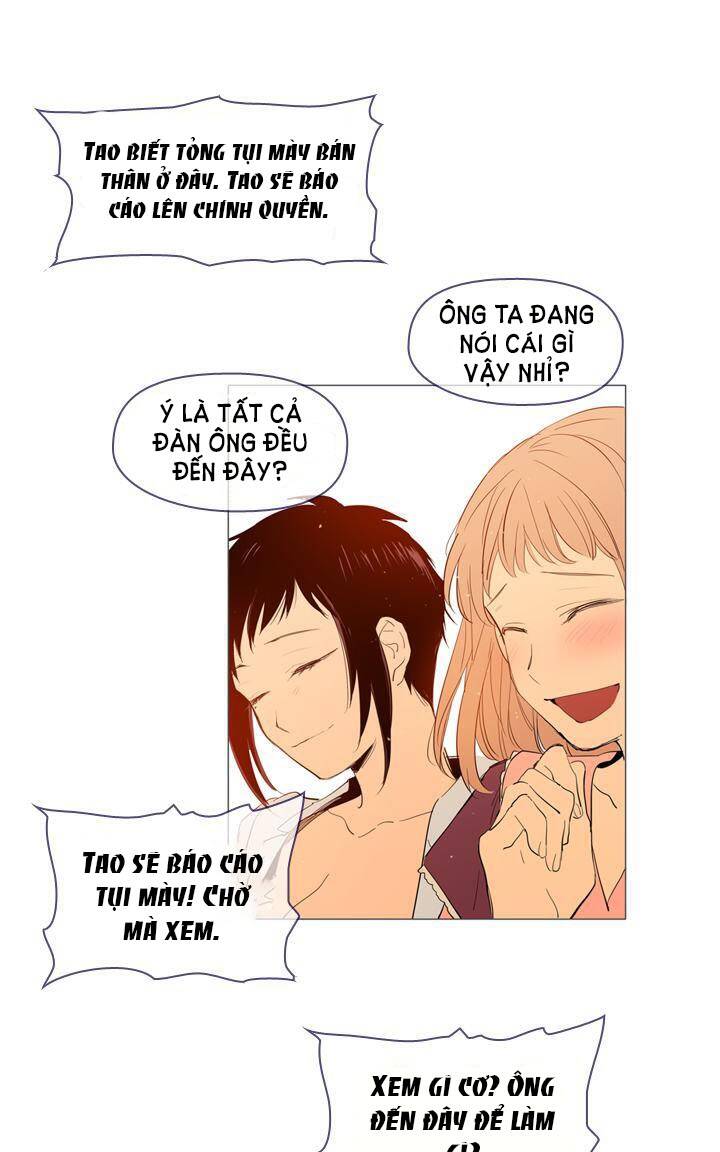 TAO BIẾT TỎNG TỤI MÀY BÁN
THÂN Ở ĐÂY. TAO SẼ BÁO
CÁO LÊN CHÍNH QUYỀN.
ÔNG TA ĐANG
NÓI CÁI GÌ
VẬY NHỈ?
Ý LÀ TẤT CẢ
ĐÀN ÔNG ĐỀU
ĐẾN ĐÂY?
TAO SẼ BÁO CÁO
TỤI MÀY! CHỜ
MÀ XEM.
XEM GÌ CƠ? ÔNG
ĐẾN ĐÂY ĐỂ LÀM